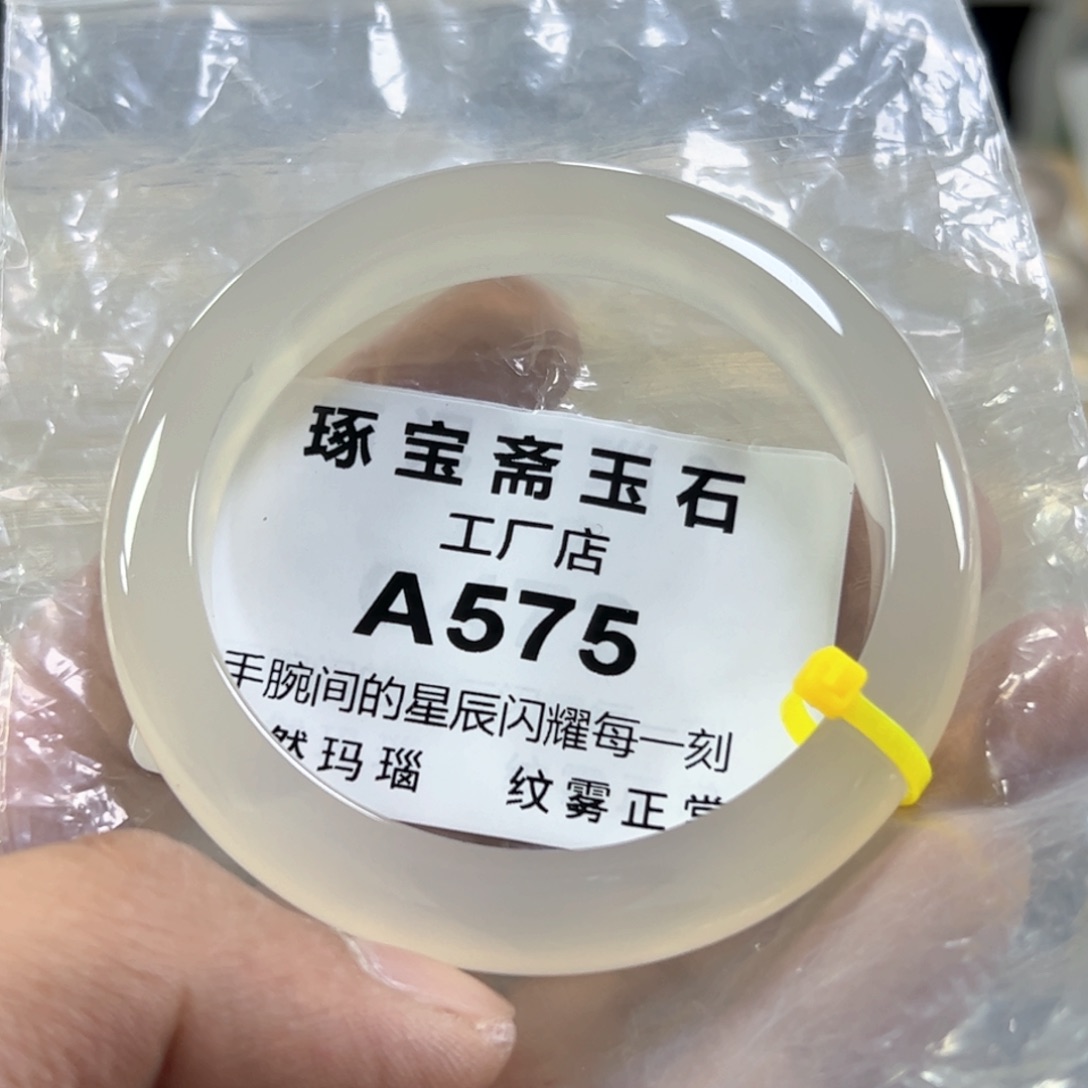 琢宝斋玉石
工厂店
A575
手腕间的星辰闪耀每一刻
然玛瑙 纹雾正常